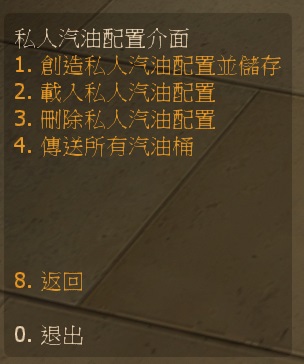 私人汽油配置介面
1. 創造私人汽油配置並儲存
2. 載入私人汽油配置
3. 刪除私人汽油配置
4. 傳送所有汽油桶
8. 返回
0. 退出